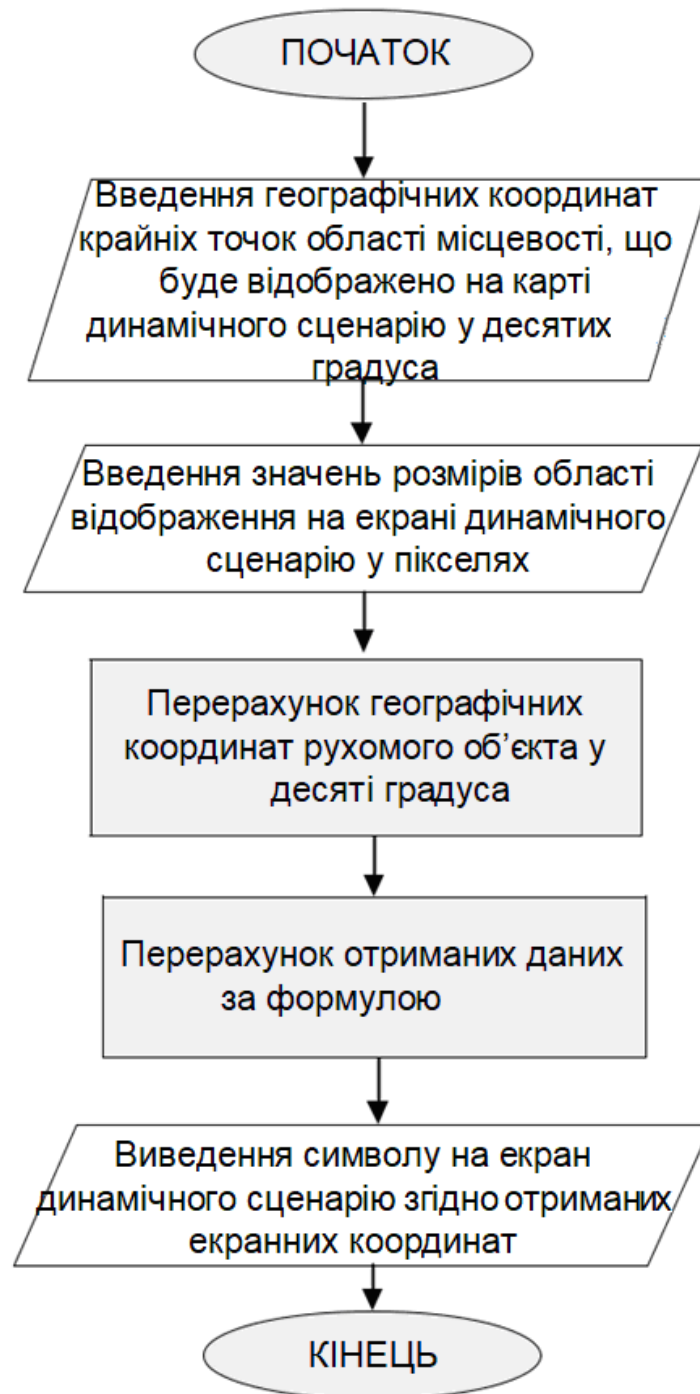 ПОЧАТОК
Введення географічних координат
крайніх точок області місцевості, що
буде відображено на карті
динамічного сценарію у десятих
градуса
Введення значень розмірів області
відображення на екрані динамічного
сценарію у пікселях
Перерахунок географічних
координат рухомого об’єкта у
десяті градуса
Перерахунок отриманих даних
за формулою
Виведення символу на екран
динамічного сценарію згідно отриманих
екранних координат
КІНЕЦЬ